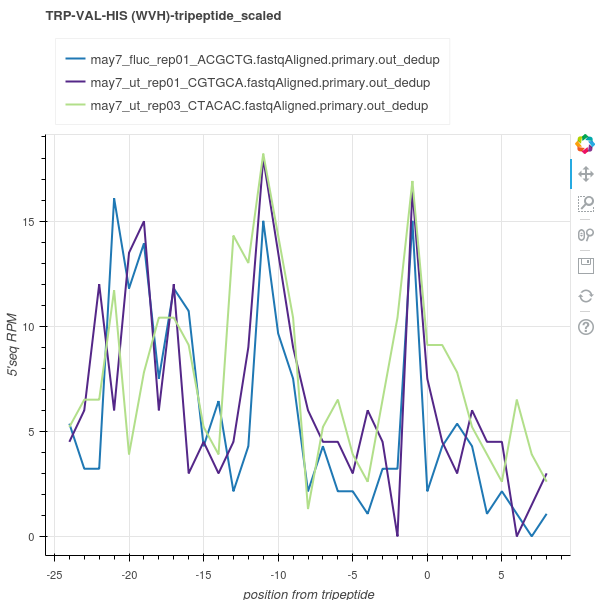 TRP-VAL-HIS (WVH)-tripeptide_scaled
may7_fluc_rep01_ACGCTG.fastqAligned.primary.out_dedup
may7_ut_rep01_CGTGCA.fastqAligned.primary.out_dedup
may7_ut_rep03_CTACAC.fastqAligned.primary.out_dedup
5'seq RPM
15
10
5
0
-25 -20 -15 -10 -5 0 5
position from tripeptide